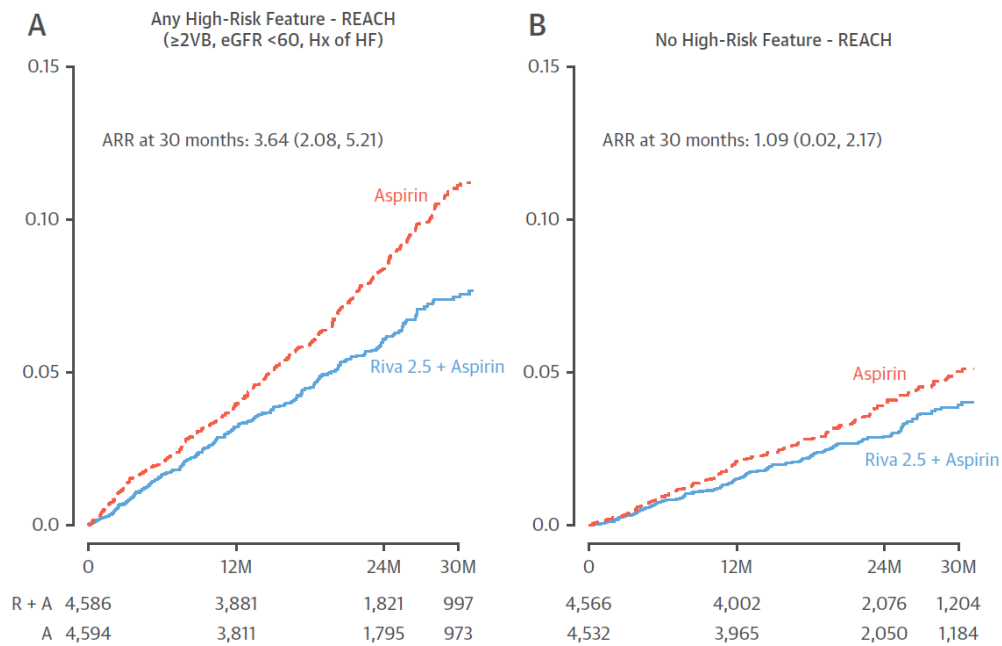 A
Any High-Risk Feature - REACH
(≥2VB, eGFR <60, Hx of HF)
0.15
0.10
0.05
0.0
ARR at 30 months: 3.64 (2.08, 5.21)
Aspirin
Riva 2.5 + Aspirin
0 12M 24M 30M
R + A 4,586 3,881 1,821 997
A 4,594 3,811 1,795 973
B
No High-Risk Feature - REACH
0.15
0.10
0.05
0.0
ARR at 30 months: 1.09 (0.02, 2.17)
Aspirin
Riva 2.5 + Aspirin
0 12M 24M 30M
4,566 4,002 2,076 1,204
4,532 3,965 2,050 1,184